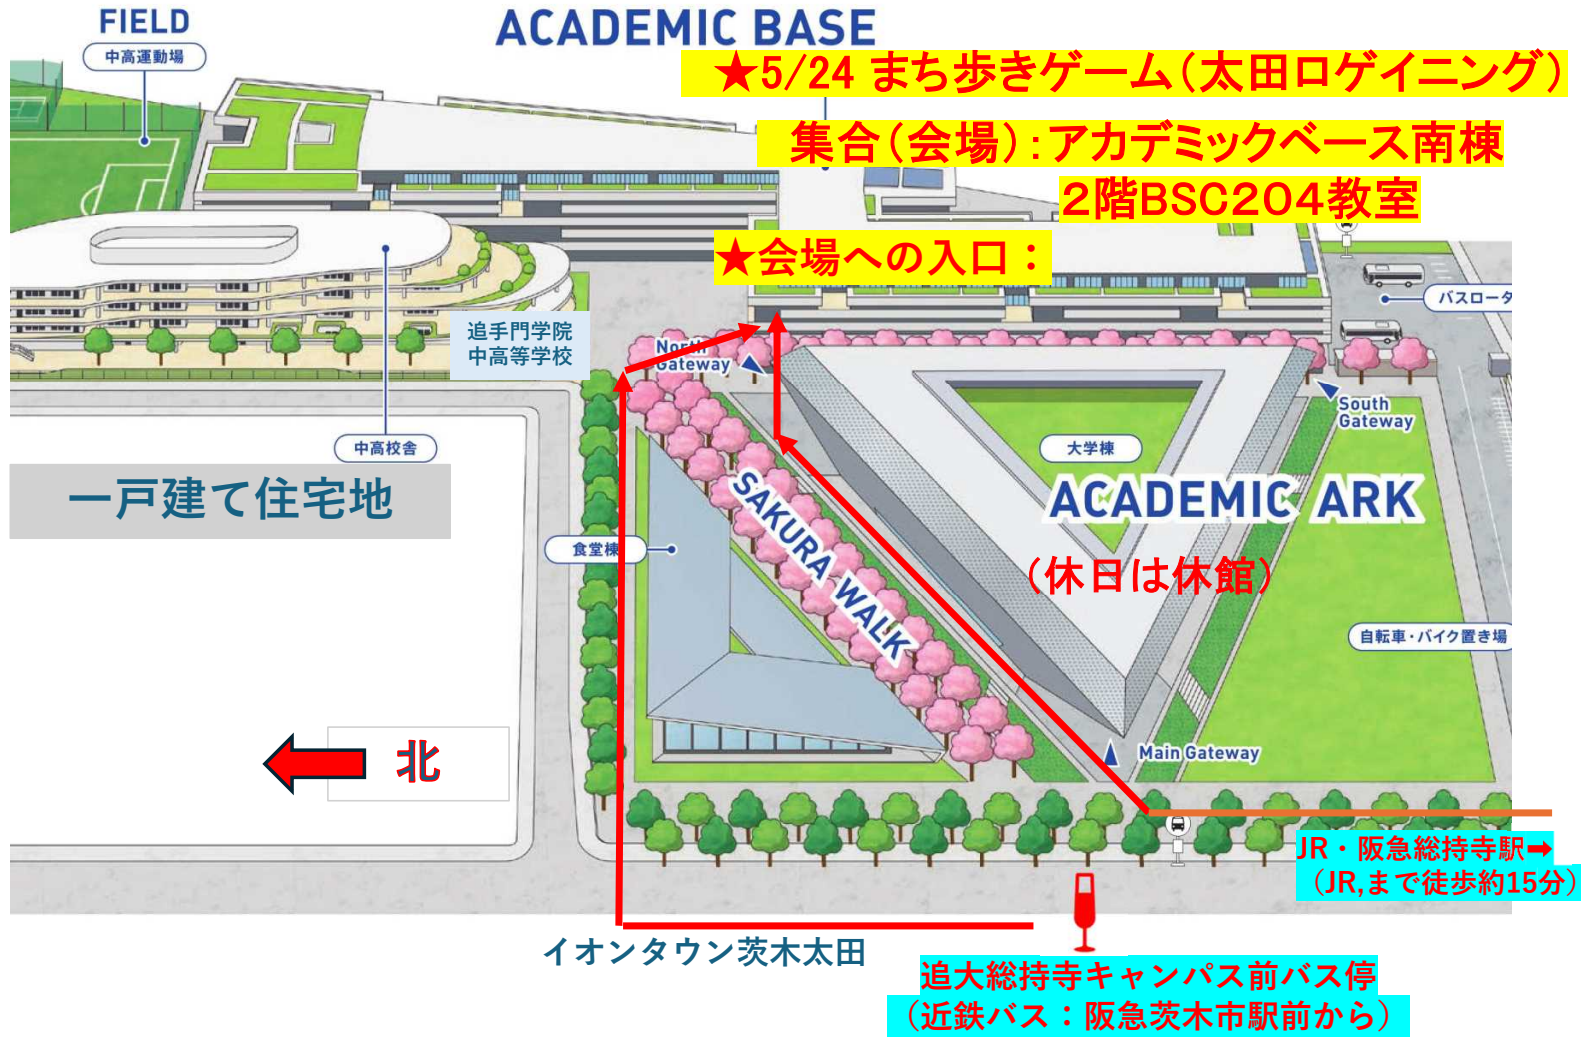 FIELD
中高運動場
ACADEMIC BASE
★5/24 まち歩きゲーム(太田ロゲイニング)
集合(会場):アカデミックベース南棟
2階BSC204教室
★会場への入口:
バスロータ
追手門学院
中高等学校
North
Gateway
South
Gateway
中高校舎
大学棟
一戸建て住宅地
SAKURA WALK
ACADEMIC ARK
食堂棟
(休日は休館)
自転車・バイク置き場
北
Main Gateway
JR・阪急総持寺駅➡
(JR,まで徒歩約15分)
イオンタウン茨木太田
追大総持寺キャンパス前バス停
(近鉄バス:阪急茨木市駅前から)